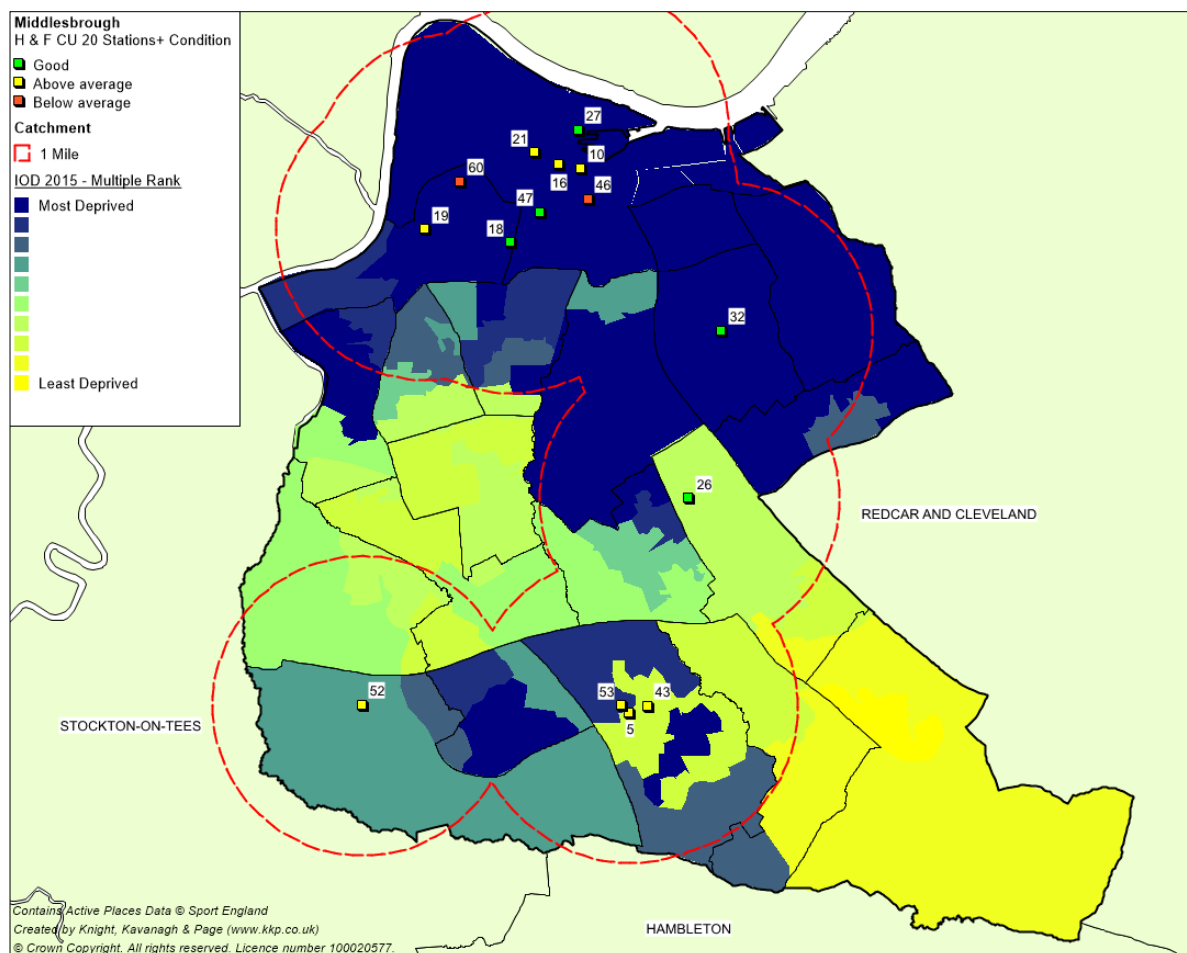 Middlesbrough
H & F CU 20 Stations+ Condition
Good
Above average
Below average
Catchment
1 Mile
IOD 2015 - Multiple Rank
Most Deprived
Least Deprived
27
21
10
60
16
46
47
19
18
32
26
REDCAR AND CLEVELAND
52
53
43
5
STOCKTON-ON-TEES
HAMBLETON
Contains Active Places Data © Sport England
Created by Knight, Kavanagh & Page (www.kkp.co.uk)
© Crown Copyright. All rights reserved. Licence number 100020577.